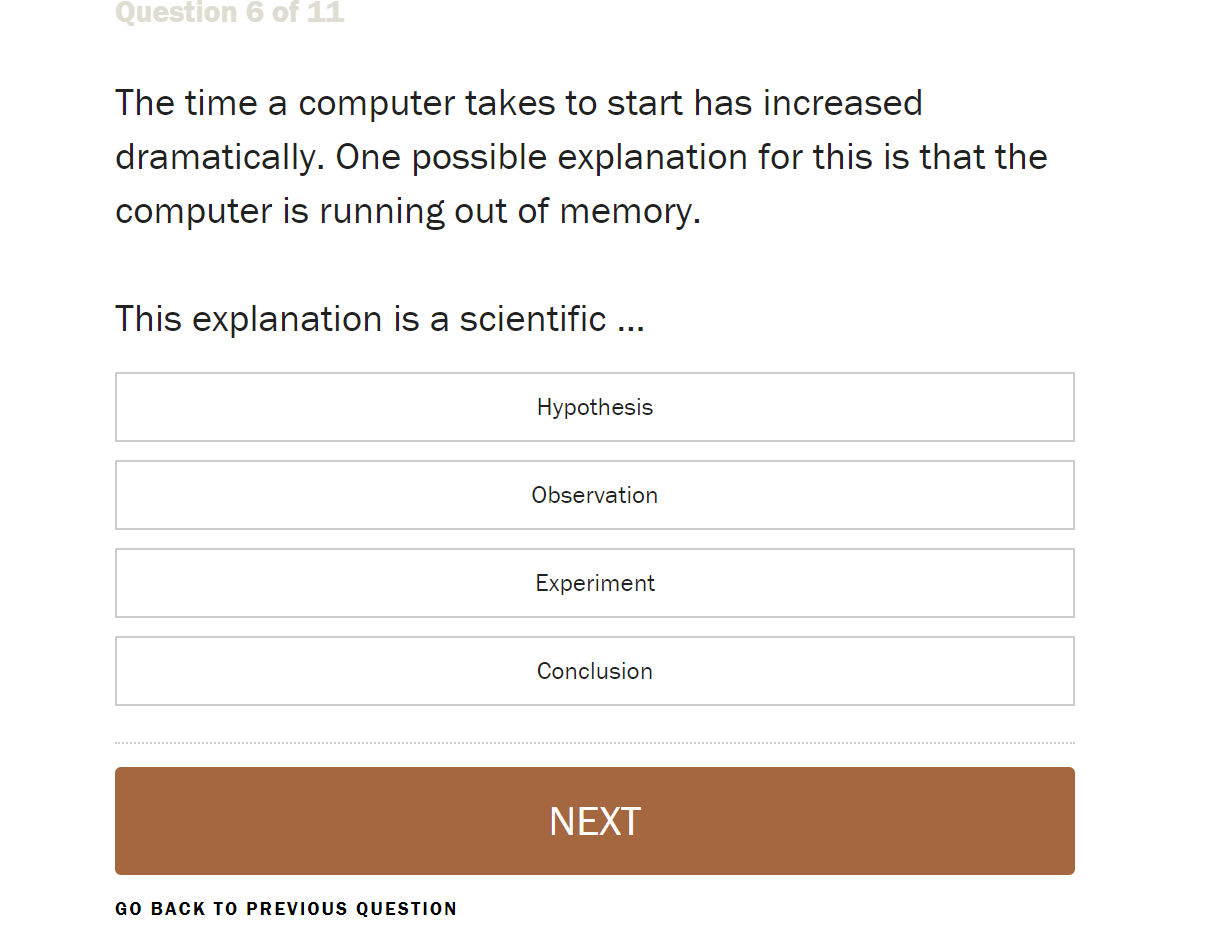 Question 6 of 11
The time a computer takes to start has increased
dramatically. One possible explanation for this is that the
computer is running out of memory.
This explanation is a scientific ...
Hypothesis
Observation
Experiment
Conclusion
NEXT
GO BACK TO PREVIOUS QUESTION